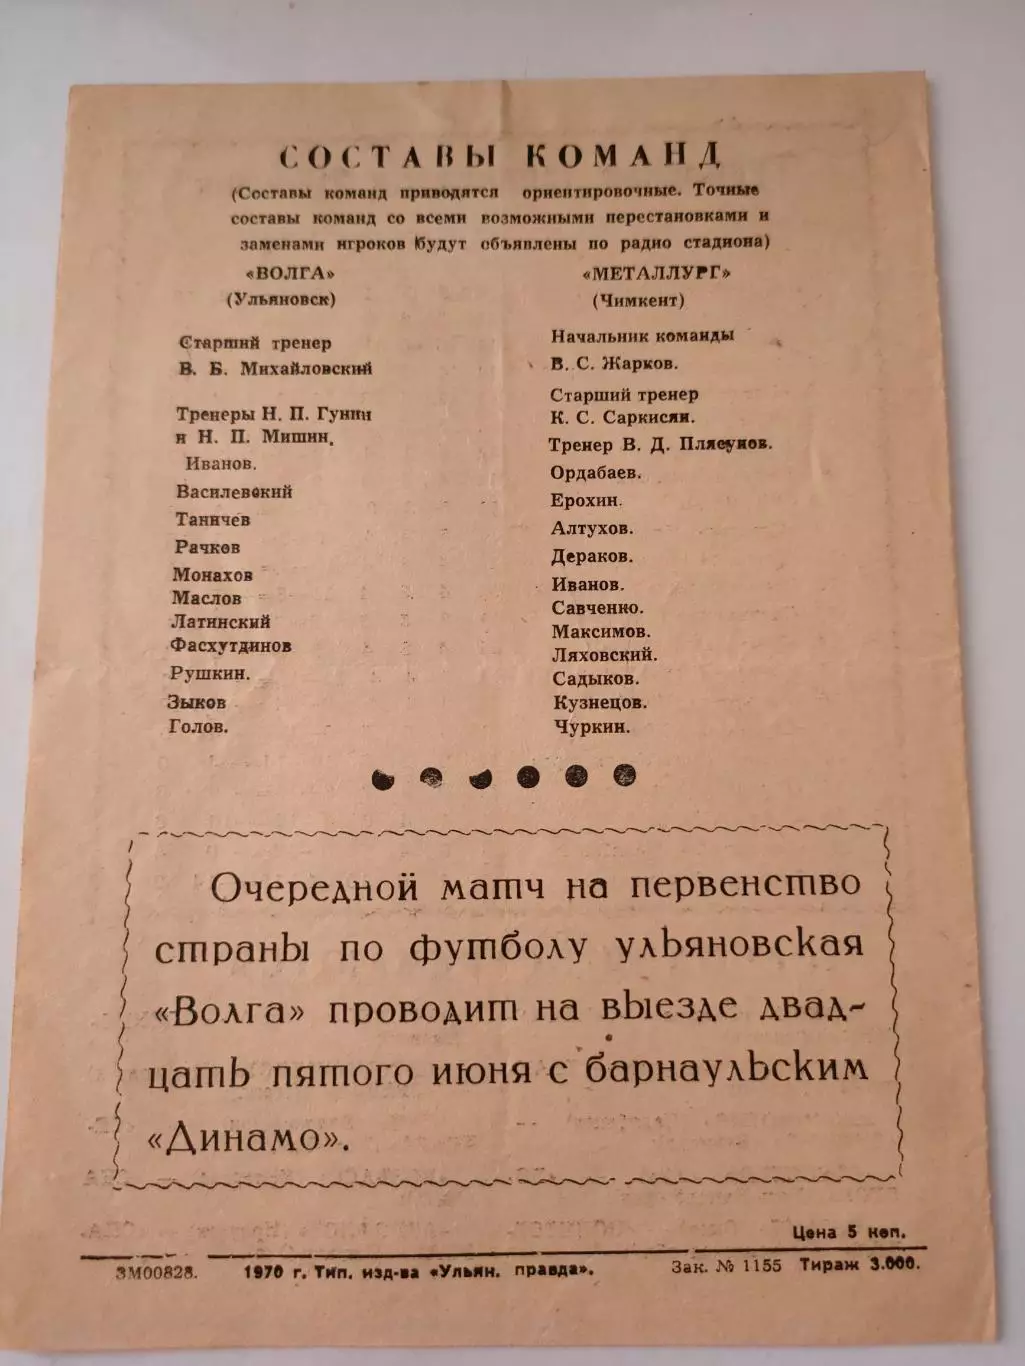 СОСТАВЫ КОМАНД
(Составы команд приводятся ориентировочные. Точные
составы команд со всеми возможными перестановками и
заменами игроков будут объявлены по радио стадиона)
«ВОЛГА»
(Ульяновск)
Старший тренер
В. Б. Михайловский
Тренеры Н. П. Гунин
и Н. П. Мишин.
Иванов.
Василевский
Таничев
Рачков
Монахов
Маслов
Латинский
Фасхутдинов
Рушкин.
Зыков
Голов.
«МЕТАЛЛУРГ»
(Чимкент)
Начальник команды
В. С. Жарков.
Старший тренер
К. С. Саркисян.
Тренер В. Д. Плясунов.
Ордабаев.
Ерохин.
Алтухов.
Дераков.
Иванов.
Савченко.
Максимов.
Ляховский.
Садыков.
Кузнецов.
Чуркин.
Очередной матч на первенство
страны по футболу ульяновская
«Волга» проводит на выезде двад-
цать пятого июня с барнаульским
«Динамо».
Цена 5 коп.
ЗМ00828. 1970 г. Тип. изд-ва «Ульян. правда». Зак. № 1155 Тираж 3.000.